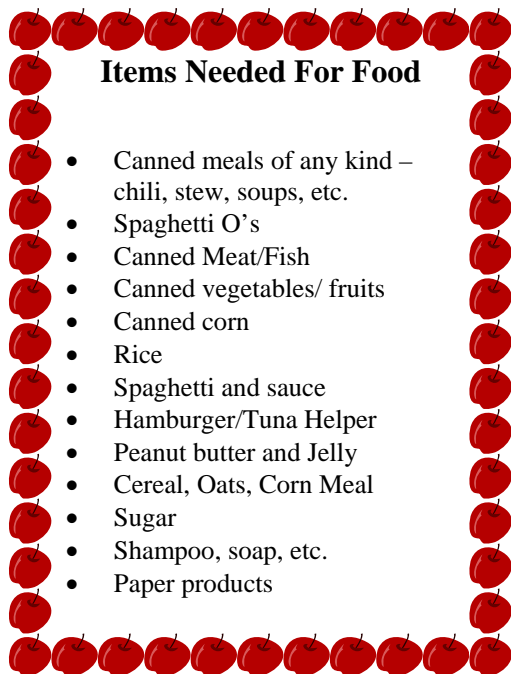 Items Needed For Food
• Canned meals of any kind –
chili, stew, soups, etc.
• Spaghetti O’s
• Canned Meat/Fish
• Canned vegetables/ fruits
• Canned corn
• Rice
• Spaghetti and sauce
• Hamburger/Tuna Helper
• Peanut butter and Jelly
• Cereal, Oats, Corn Meal
• Sugar
• Shampoo, soap, etc.
• Paper products